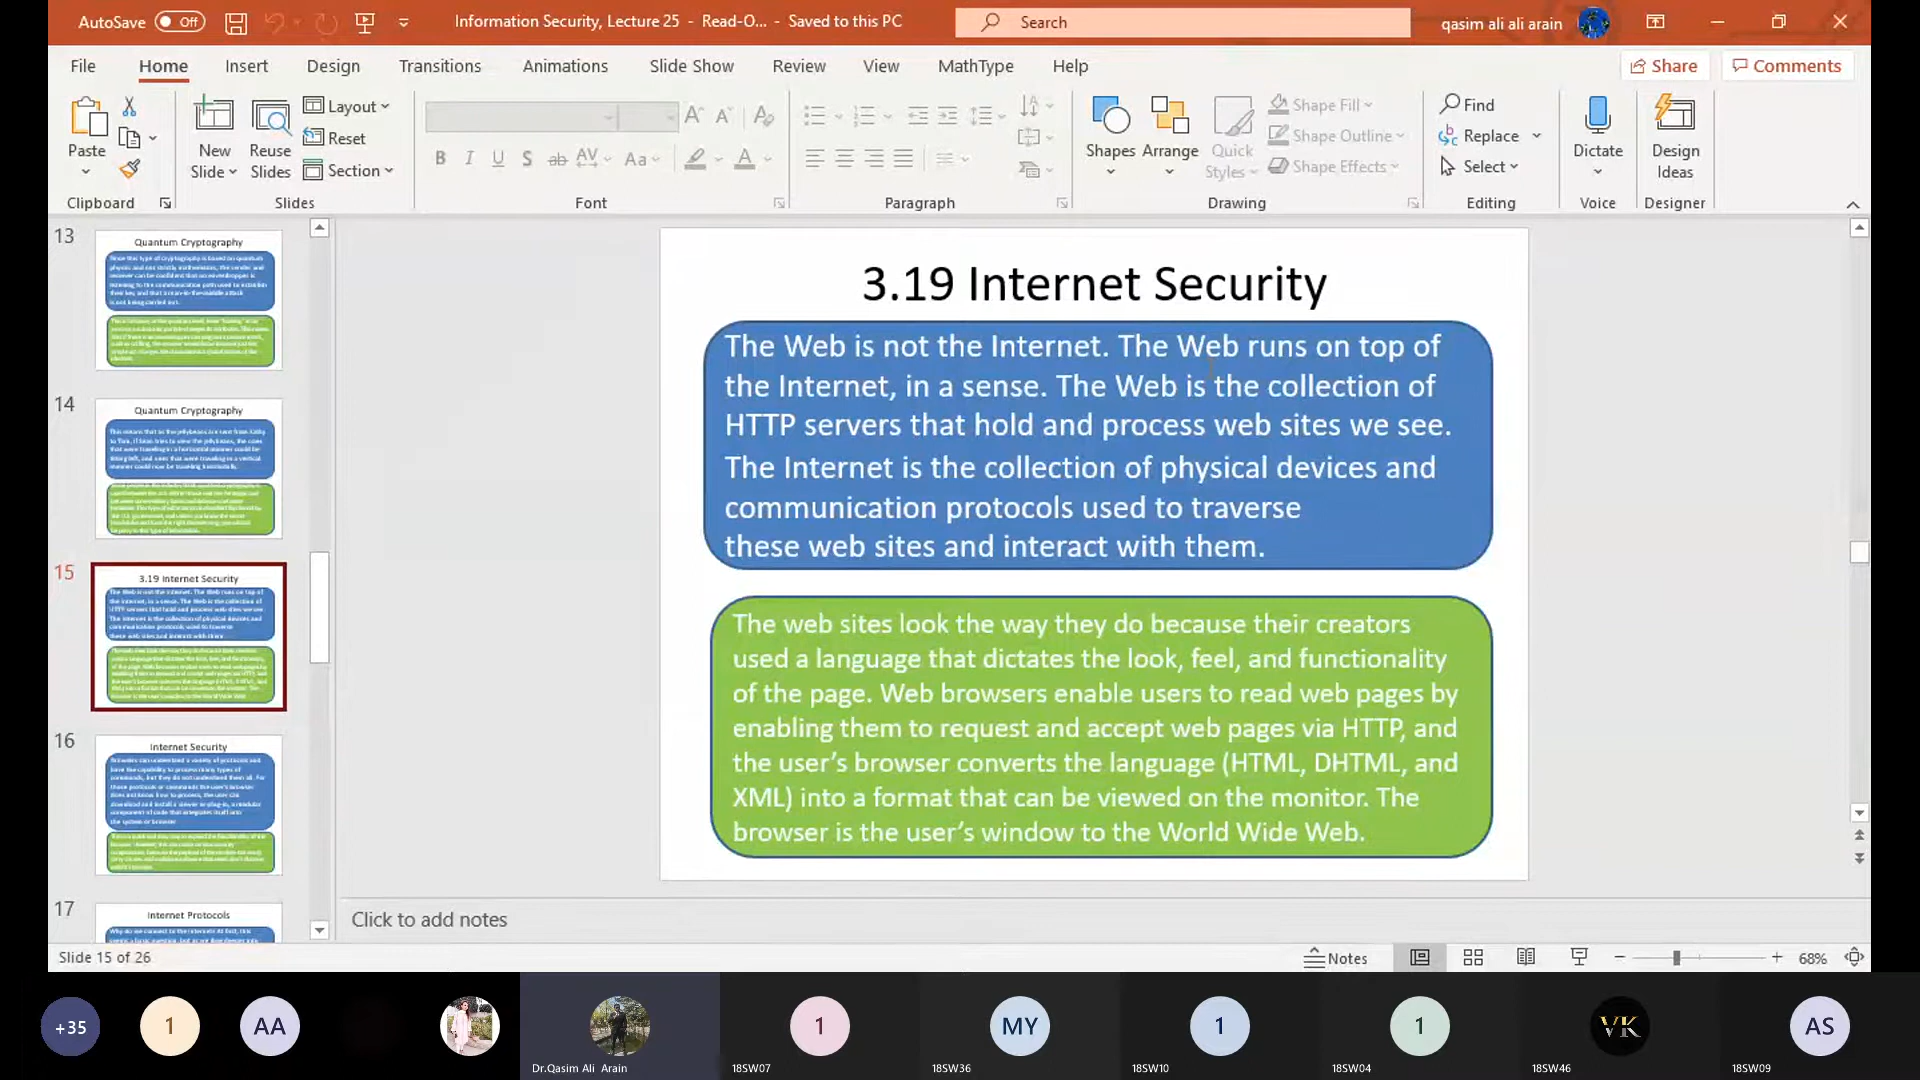 AutoSave Off
Information Security, Lecture 25 - Read-O... - Saved to this PC
Search
qasim ali ali arain
File Home Insert Design Transitions Animations Slide Show Review View MathType Help
Share Comments
Paste
Clipboard
New Slide
Reuse Slides
Layout
Reset
Section
Slides
Font
Paragraph
Shapes
Arrange
Quick Styles
Shape Fill
Shape Outline
Shape Effects
Drawing
Find
Replace
Select
Editing
Dictate
Voice
Design Ideas
Designer
13
Quantum Cryptography
14
Quantum Cryptography
15
3.19 Internet Security
16
Internet Security
17
Internet Protocols
3.19 Internet Security
The Web is not the Internet. The Web runs on top of
the Internet, in a sense. The Web is the collection of
HTTP servers that hold and process web sites we see.
The Internet is the collection of physical devices and
communication protocols used to traverse
these web sites and interact with them.
The web sites look the way they do because their creators
used a language that dictates the look, feel, and functionality
of the page. Web browsers enable users to read web pages by
enabling them to request and accept web pages via HTTP, and
the user’s browser converts the language (HTML, DHTML, and
XML) into a format that can be viewed on the monitor. The
browser is the user’s window to the World Wide Web.
Click to add notes
Slide 15 of 26
Notes
68%
+35
1
AA
Dr.Qasim Ali Arain
1
18SW07
MY
18SW36
1
18SW10
1
18SW04
VK
18SW46
AS
18SW09